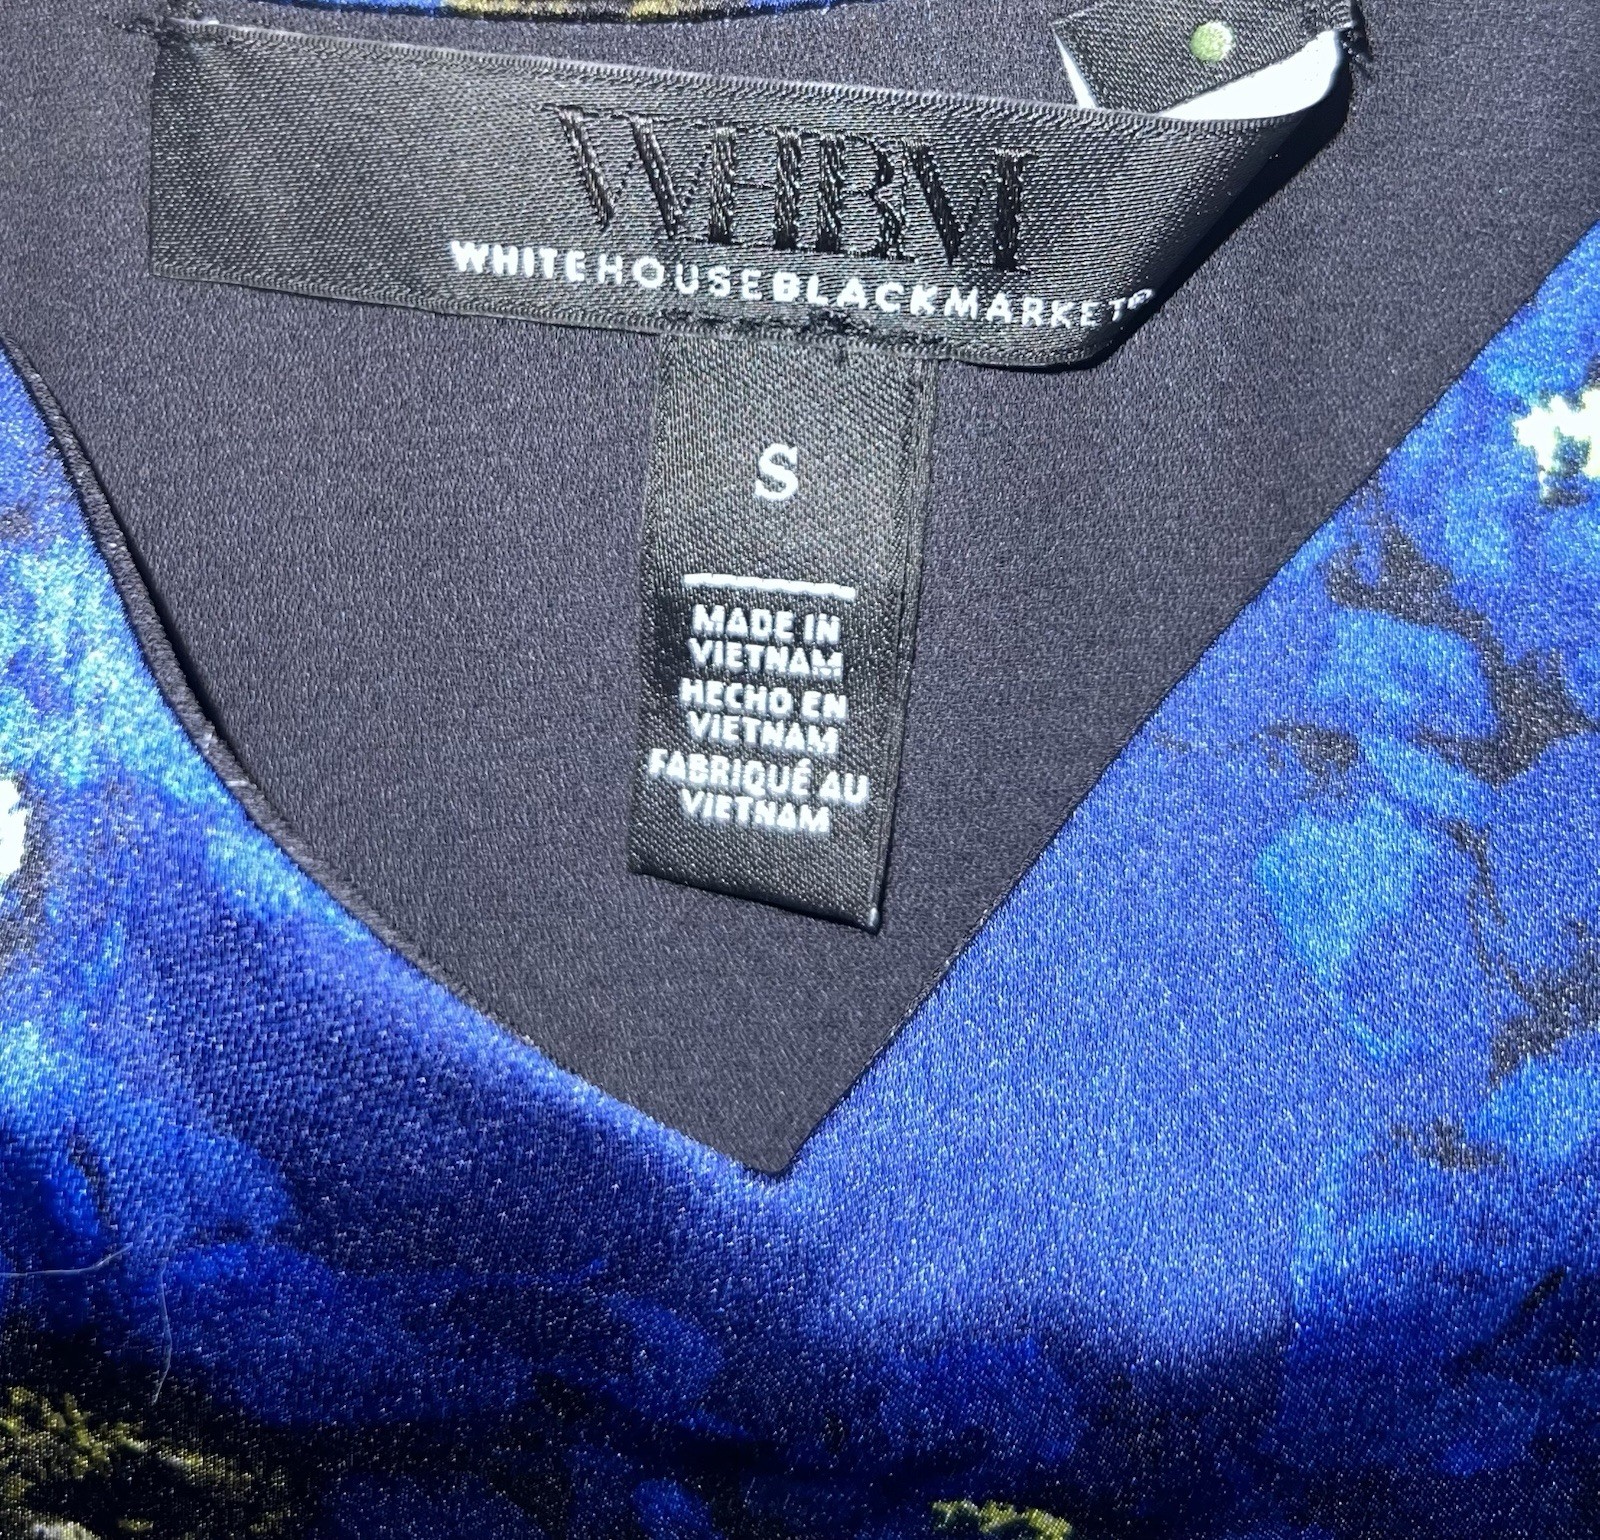 WHBM
WHITEHOUSEBLACKMARKET®
S
MADE IN
VIETNAM
HECHO EN
VIETNAM
FABRIQUÉ AU
VIETNAM